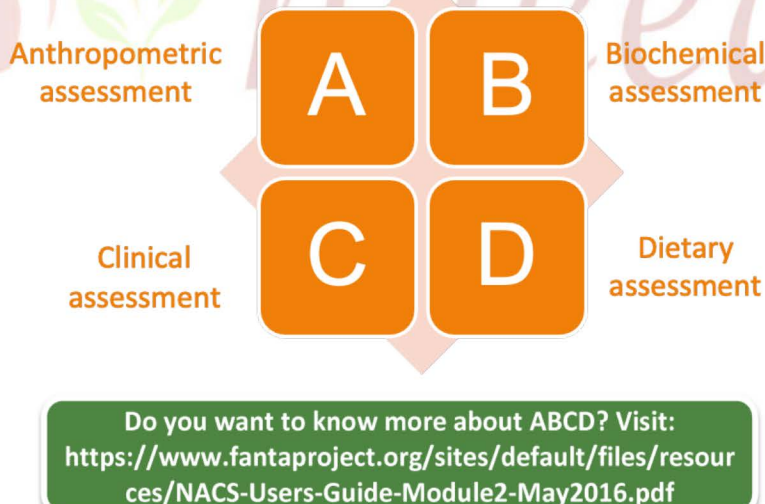 Anthropometric
assessment
A
B
Biochemical
assessment
Clinical
assessment
C
D
Dietary
assessment
Do you want to know more about ABCD? Visit:
https://www.fantaproject.org/sites/default/files/resour
ces/NACS-Users-Guide-Module2-May2016.pdf